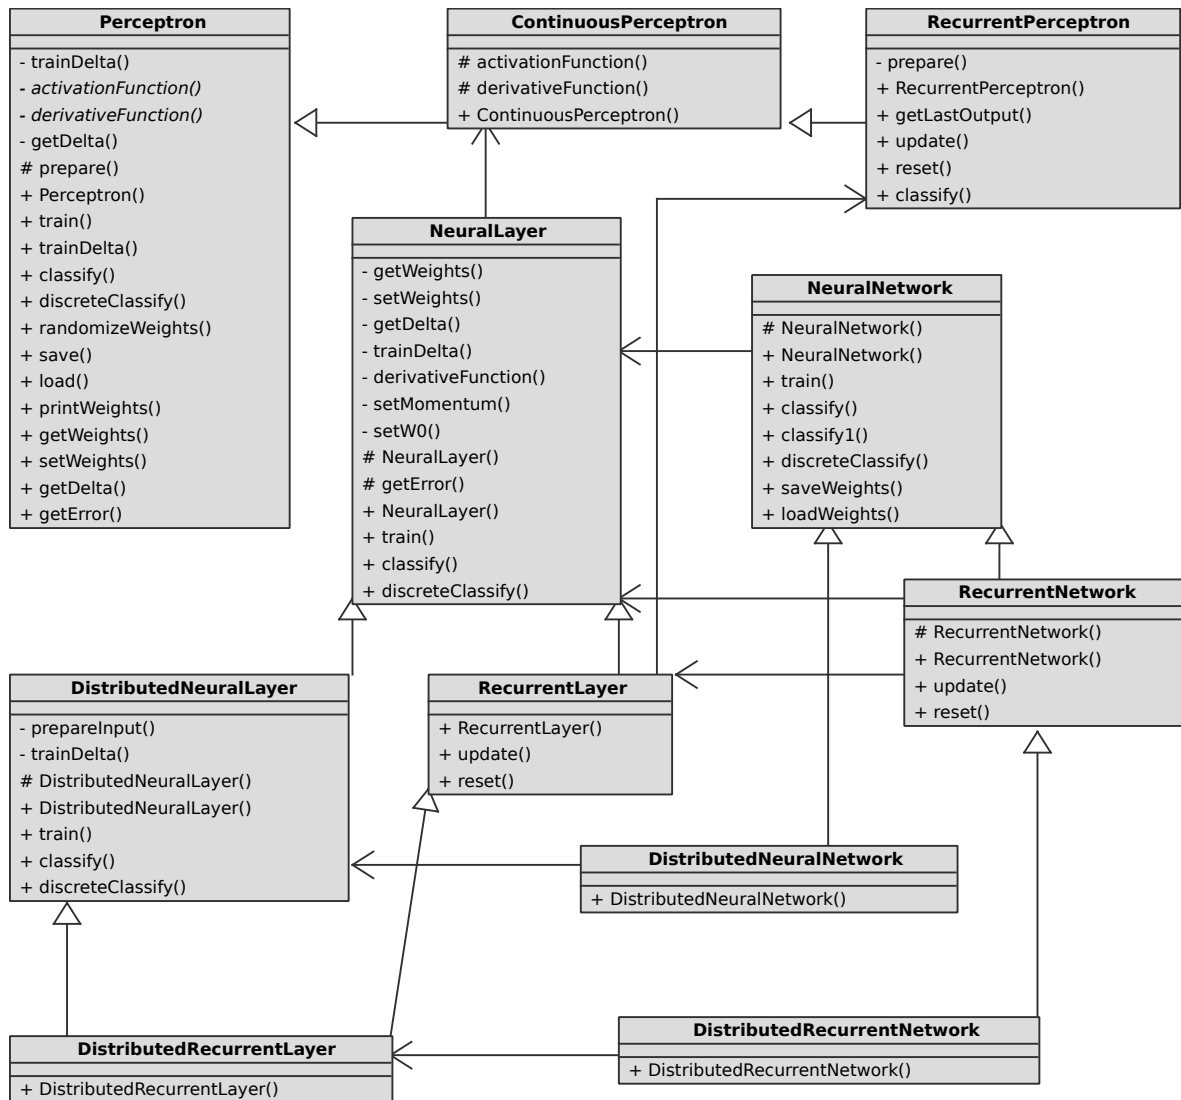 Perceptron
- trainDelta()
- activationFunction()
- derivativeFunction()
- getDelta()
# prepare()
+ Perceptron()
+ train()
+ trainDelta()
+ classify()
+ discreteClassify()
+ randomizeWeights()
+ save()
+ load()
+ printWeights()
+ getWeights()
+ setWeights()
+ getDelta()
+ getError()
ContinuousPerceptron
# activationFunction()
# derivativeFunction()
+ ContinuousPerceptron()
RecurrentPerceptron
- prepare()
+ RecurrentPerceptron()
+ getLastOutput()
+ update()
+ reset()
+ classify()
NeuralLayer
- getWeights()
- setWeights()
- getDelta()
- trainDelta()
- derivativeFunction()
- setMomentum()
- setW0()
# NeuralLayer()
# getError()
+ NeuralLayer()
+ train()
+ classify()
+ discreteClassify()
NeuralNetwork
# NeuralNetwork()
+ NeuralNetwork()
+ train()
+ classify()
+ classify1()
+ discreteClassify()
+ saveWeights()
+ loadWeights()
RecurrentNetwork
# RecurrentNetwork()
+ RecurrentNetwork()
+ update()
+ reset()
DistributedNeuralLayer
- prepareInput()
- trainDelta()
# DistributedNeuralLayer()
+ DistributedNeuralLayer()
+ train()
+ classify()
+ discreteClassify()
RecurrentLayer
+ RecurrentLayer()
+ update()
+ reset()
DistributedNeuralNetwork
+ DistributedNeuralNetwork()
DistributedRecurrentLayer
+ DistributedRecurrentLayer()
DistributedRecurrentNetwork
+ DistributedRecurrentNetwork()